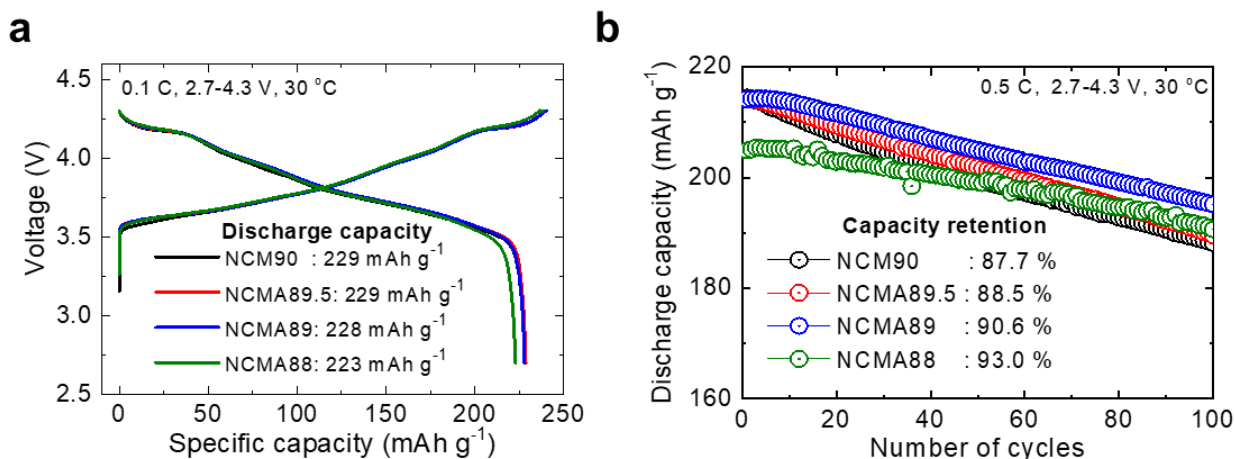 a
0.1 C, 2.7-4.3 V, 30 °C
4.5
4.0
3.5
3.0
2.5
Voltage (V)
Discharge capacity
NCM90 : 229 mAh g⁻¹
NCMA89.5: 229 mAh g⁻¹
NCMA89: 228 mAh g⁻¹
NCMA88: 223 mAh g⁻¹
0 50 100 150 200 250
Specific capacity (mAh g⁻¹)
b
0.5 C, 2.7-4.3 V, 30 °C
220
200
180
160
Discharge capacity (mAh g⁻¹)
Capacity retention
NCM90 : 87.7 %
NCMA89.5 : 88.5 %
NCMA89 : 90.6 %
NCMA88 : 93.0 %
0 20 40 60 80 100
Number of cycles